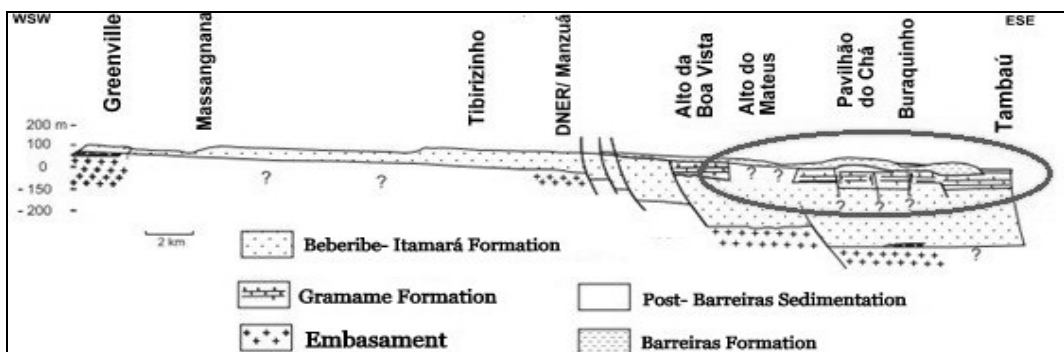 WSW
ESE
Greenville
Massangnana
Tibirizinho
DNER/ Manzuá
Alto da
Boa Vista
Alto do
Mateus
Pavilhão
do Chá
Buraquinho
Tambaú
200 m
100
0
- 150
- 200
? ? ? ? ? ? ? ?
2 km
Beberibe- Itamará Formation
Gramame Formation
Post- Barreiras Sedimentation
Embasament
Barreiras Formation